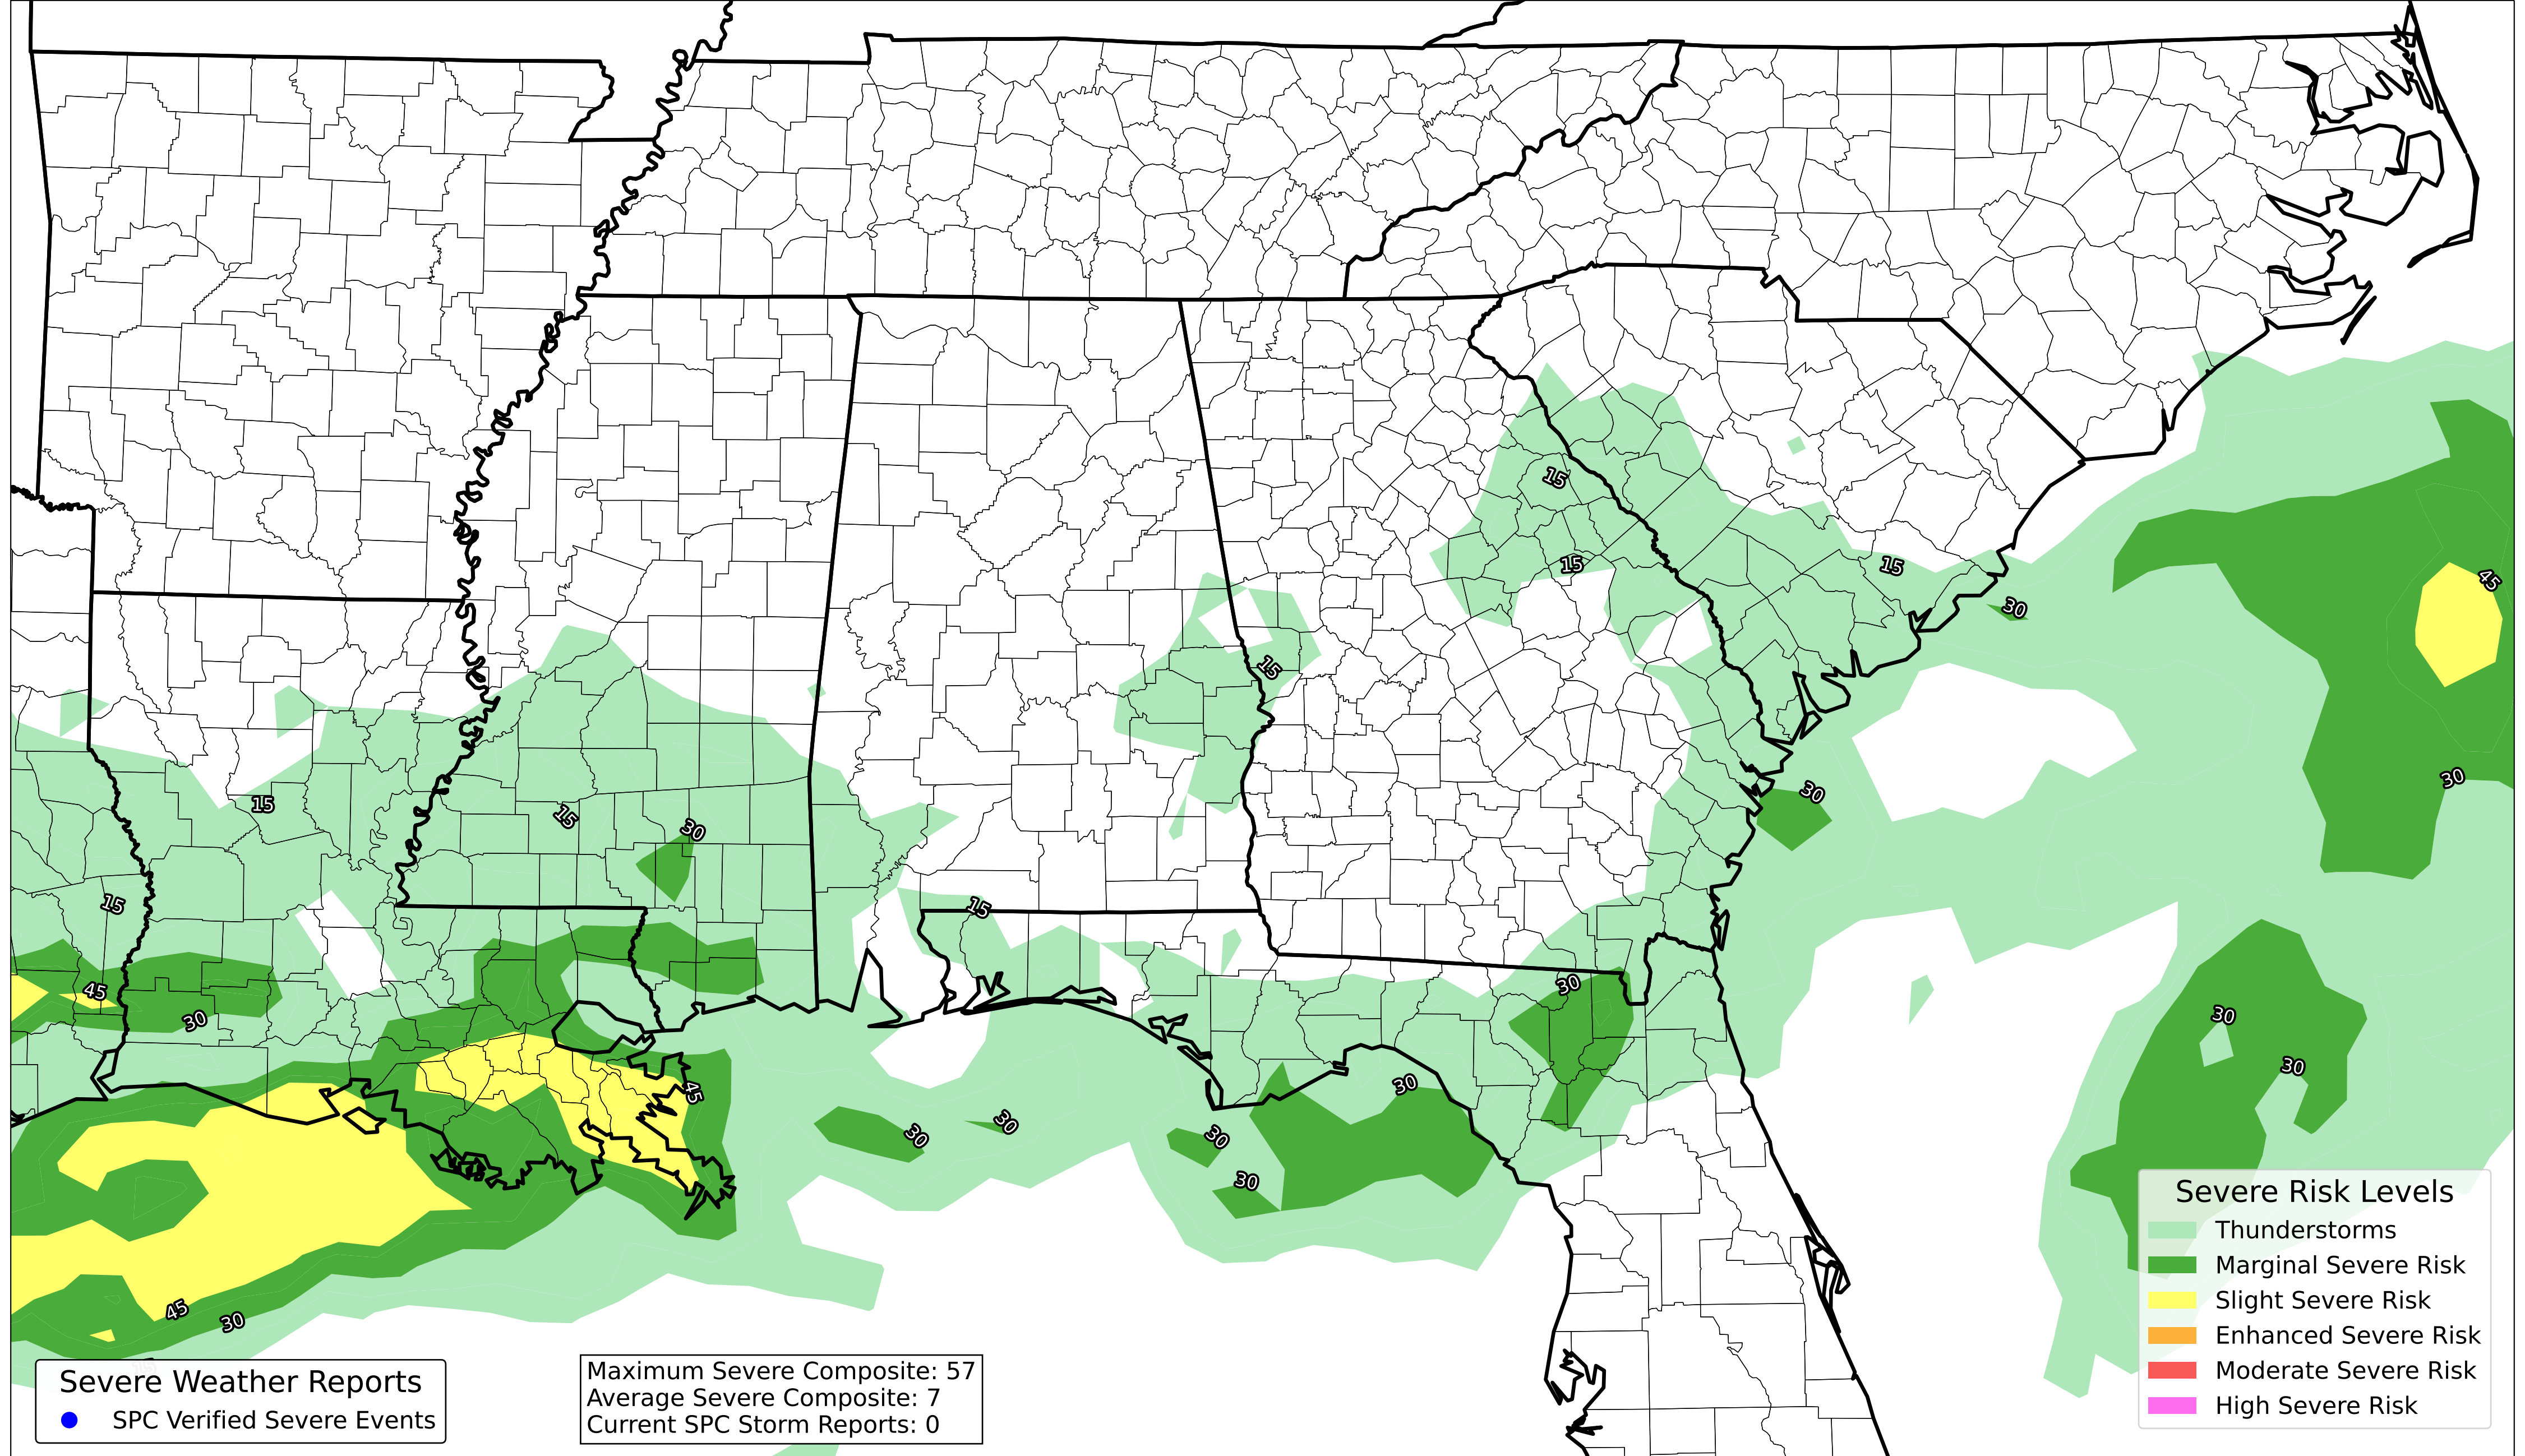 15
15
15
30
15
15
15
30
15
30
30
15
15
45
30
30
30
30
30
45
30
30
30
30
45
30
Severe Risk Levels
Thunderstorms
Marginal Severe Risk
Slight Severe Risk
Enhanced Severe Risk
Moderate Severe Risk
High Severe Risk
Severe Weather Reports
SPC Verified Severe Events
Maximum Severe Composite: 57
Average Severe Composite: 7
Current SPC Storm Reports: 0